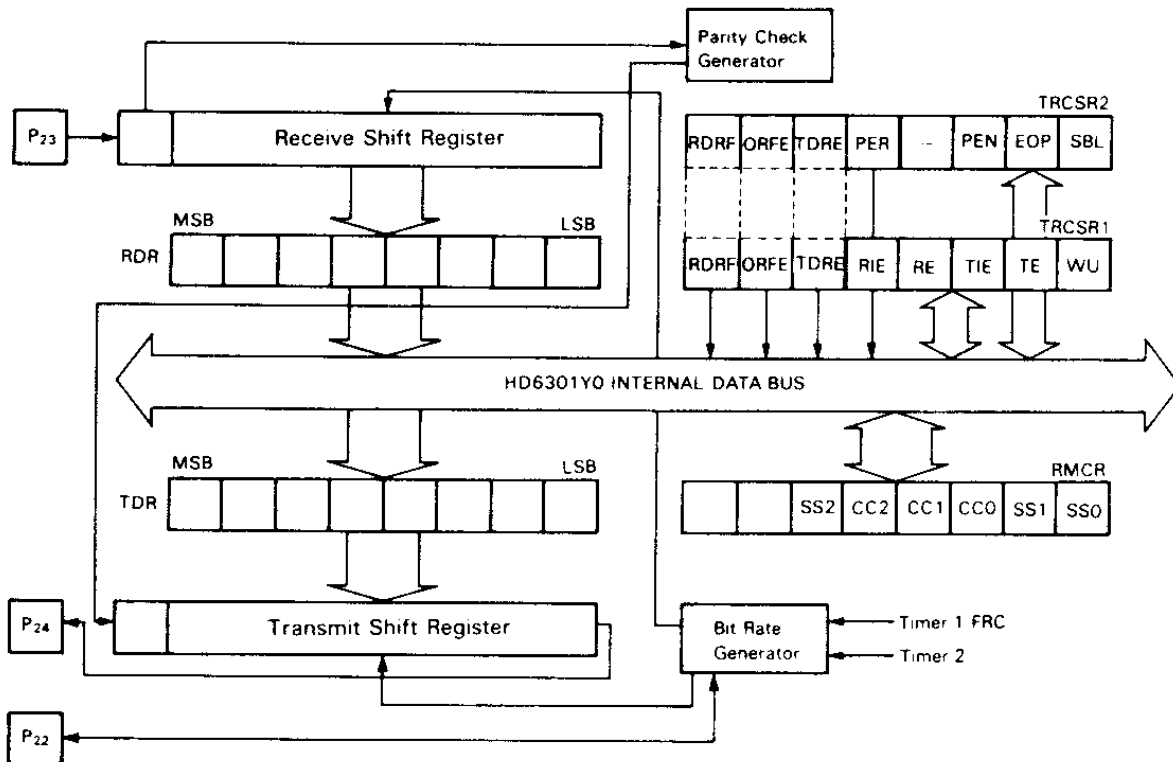 Parity Check
Generator
P23
Receive Shift Register
TRCSR2
RDRF ORFE TDRE PER — PEN EOP SBL
MSB LSB
RDR
TRCSR1
RDRF ORFE TDRE RIE RE TIE TE WU
HD6301Y0 INTERNAL DATA BUS
MSB LSB
TDR
RMCR
SS2 CC2 CC1 CC0 SS1 SS0
P24
Transmit Shift Register
Bit Rate
Generator
Timer 1 FRC
Timer 2
P22